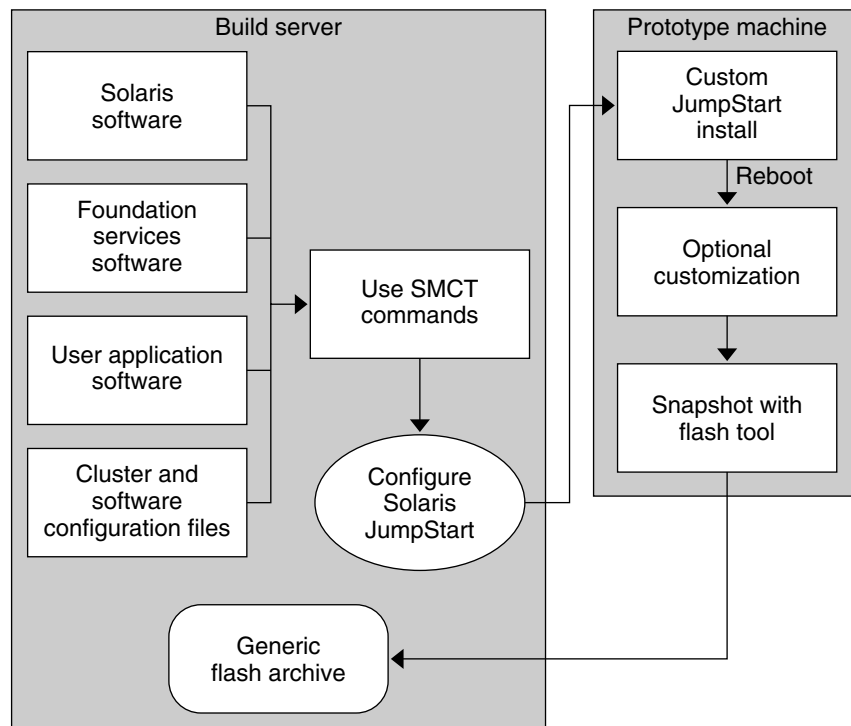 Build server
Solaris
software
Foundation
services
software
User application
software
Cluster and
software
configuration files
Use SMCT
commands
Configure
Solaris
JumpStart
Generic
flash archive
Prototype machine
Custom
JumpStart
install
Reboot
Optional
customization
Snapshot with
flash tool